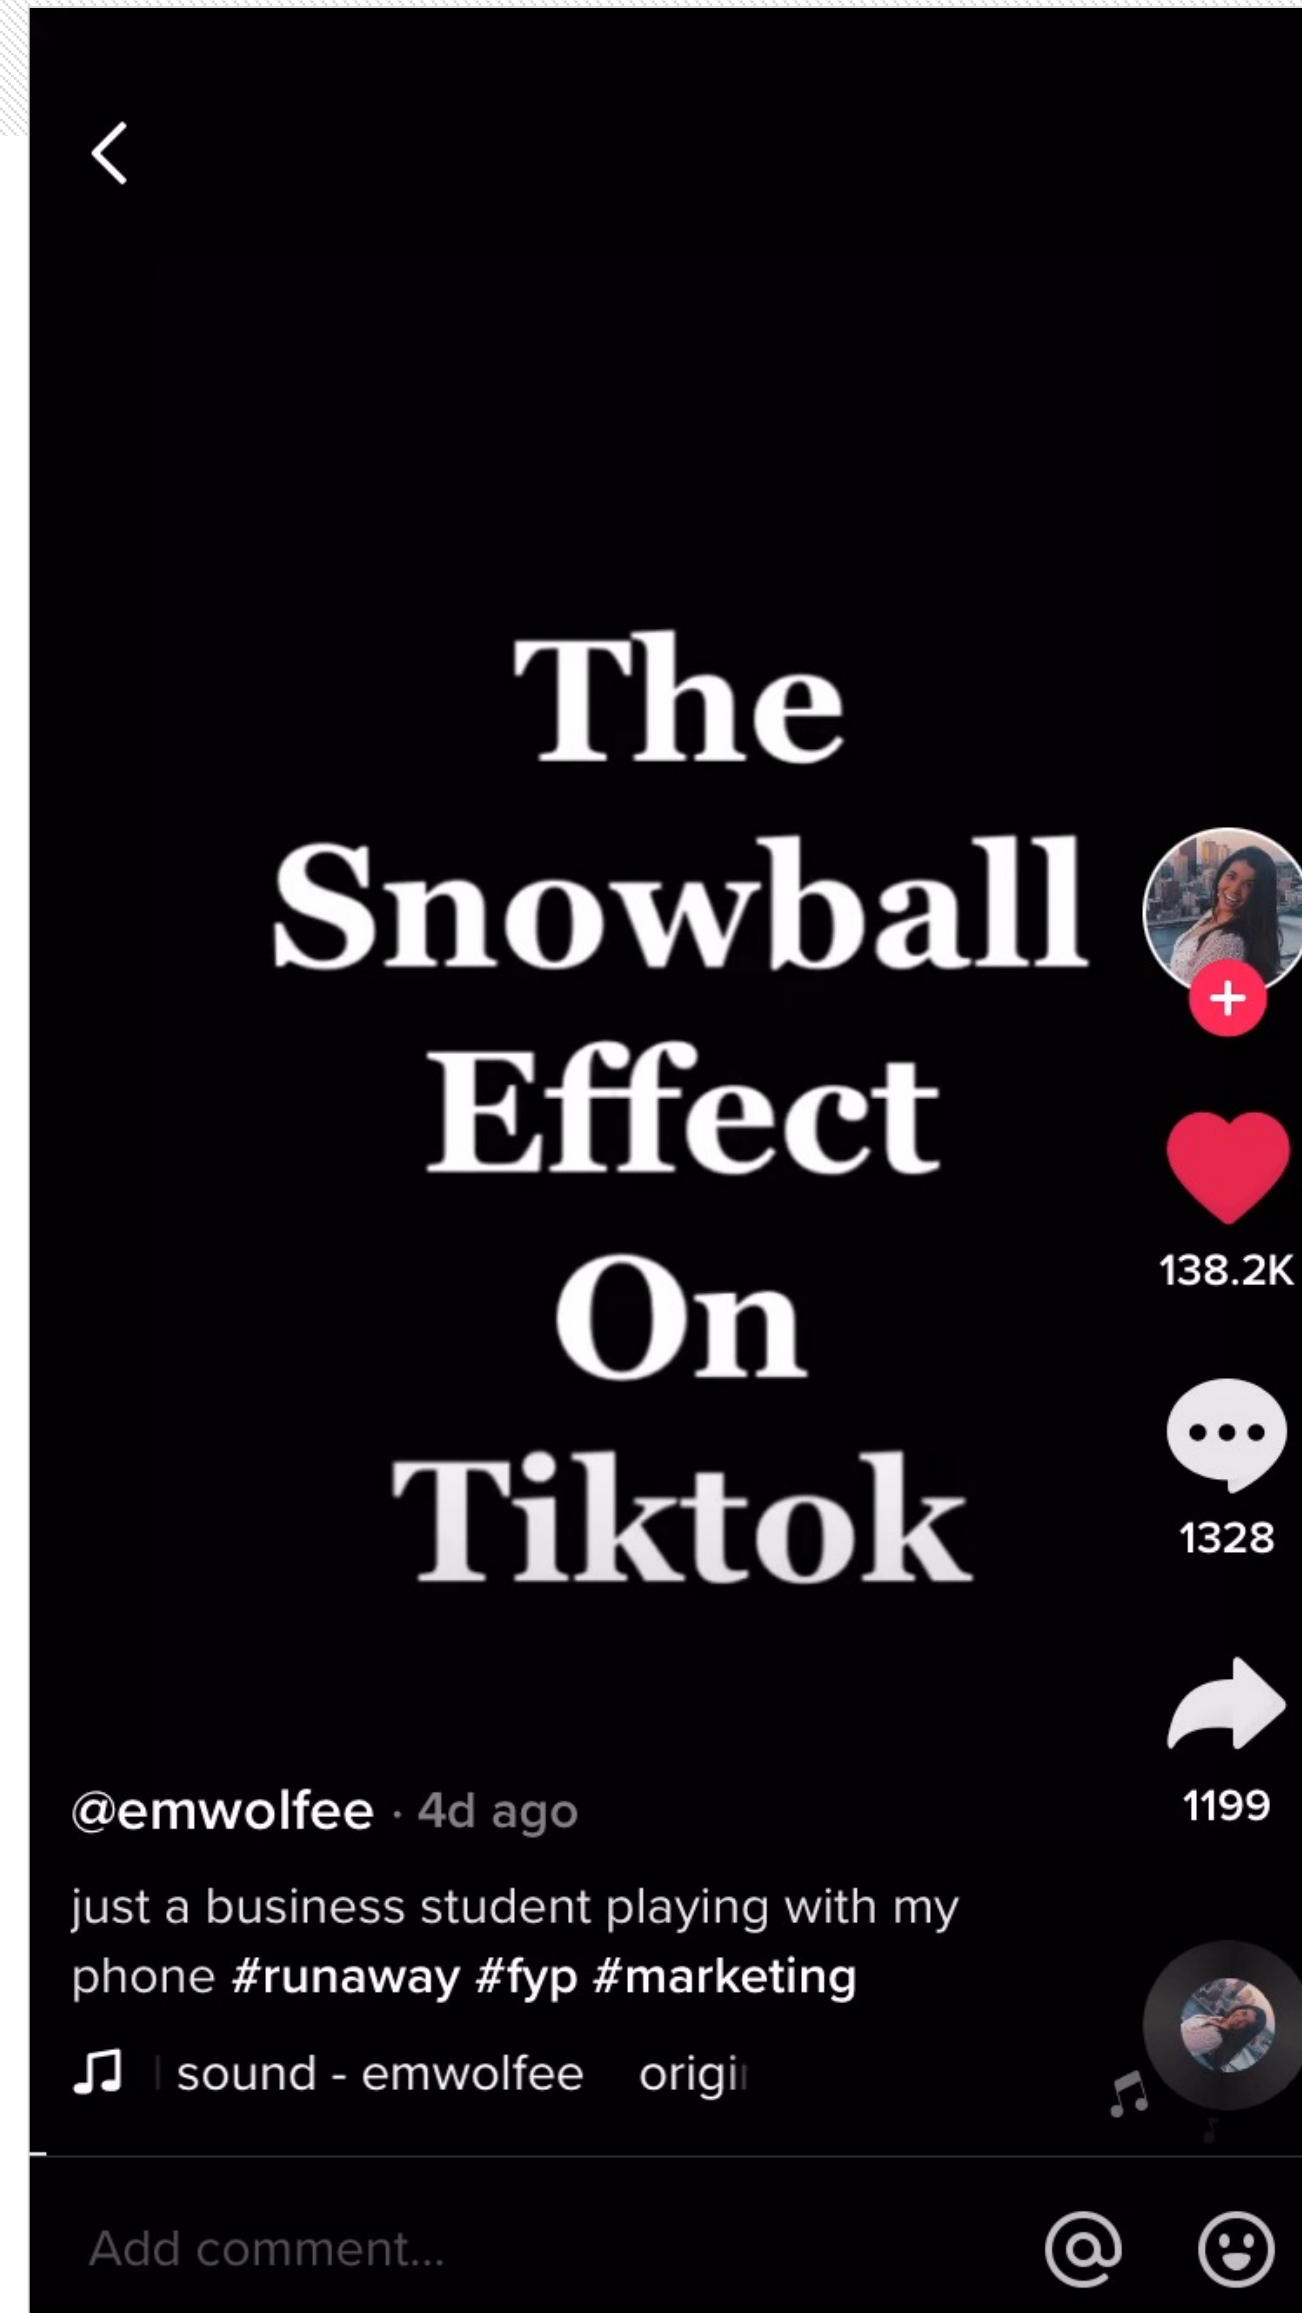 The
Snowball
Effect
On
Tiktok
138.2K
1328
1199
@emwolfee · 4d ago
just a business student playing with my
phone #runaway #fyp #marketing
sound - emwolfee
Add comment...